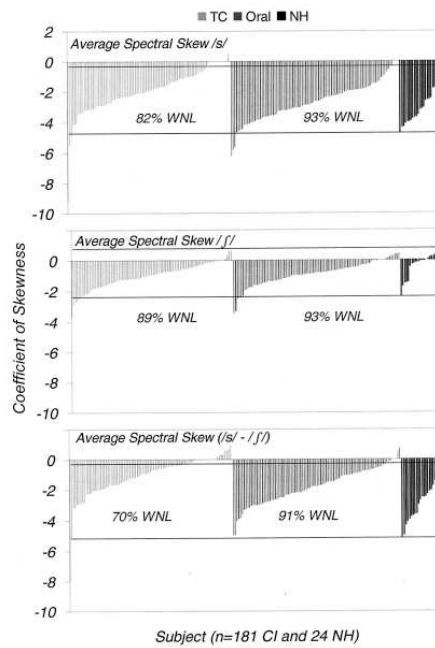 ■ TC ■ Oral ■ NH
2
Average Spectral Skew /s/
0
-2
82% WNL 93% WNL
-4
-6
-8
-10
Average Spectral Skew /ʃ/
0
-2
89% WNL 93% WNL
-4
-6
-8
-10
Average Spectral Skew (/s/ - /ʃ/)
0
-2
70% WNL 91% WNL
-4
-6
-8
-10
Coefficient of Skewness
Subject (n=181 CI and 24 NH)